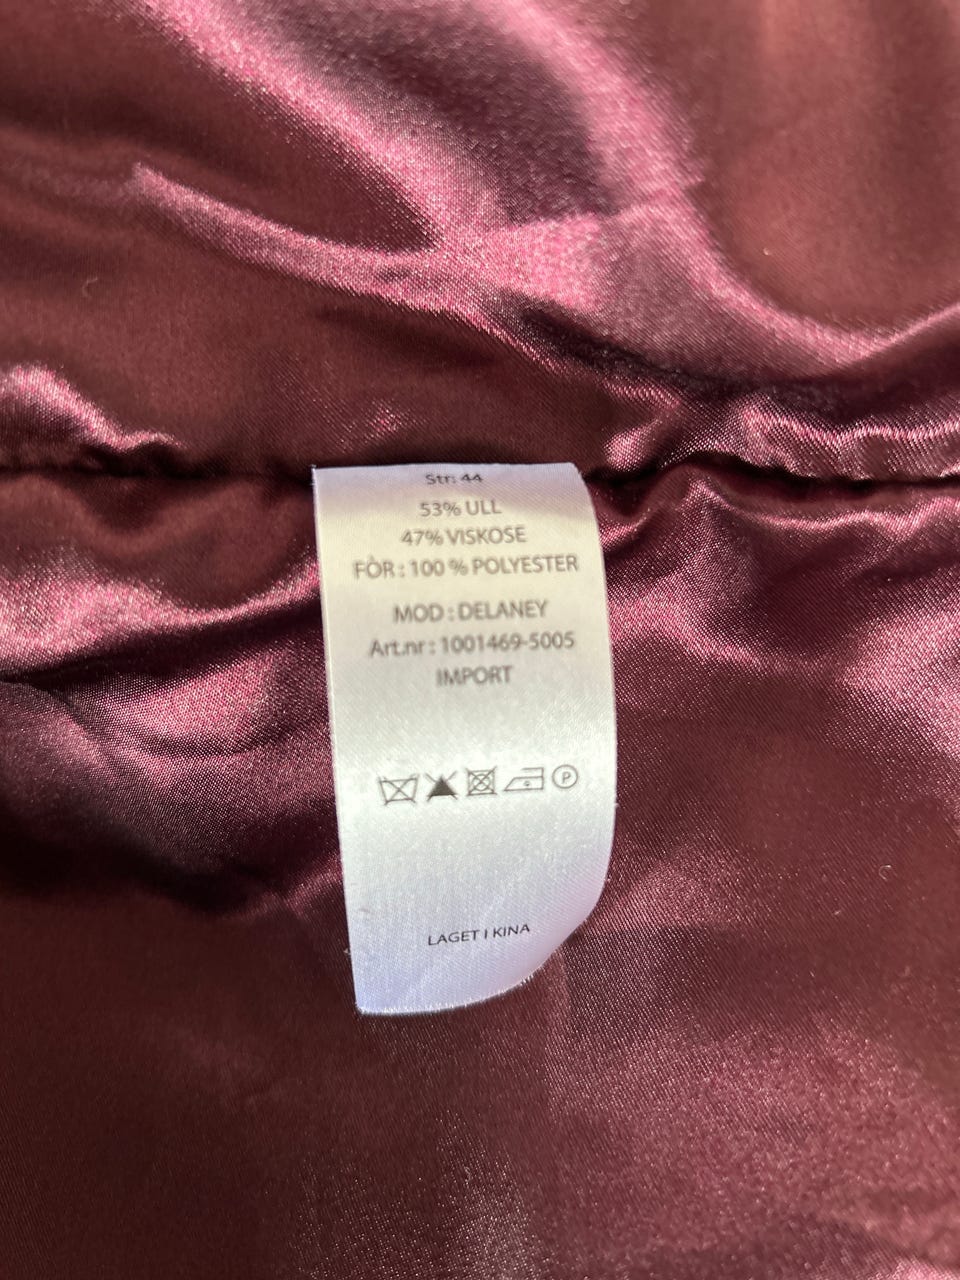 Str: 44
53% ULL
47% VISKOSE
FÒR : 100 % POLYESTER
MOD : DELANEY
Art.nr : 1001469-5005
IMPORT
P
LAGET I KINA